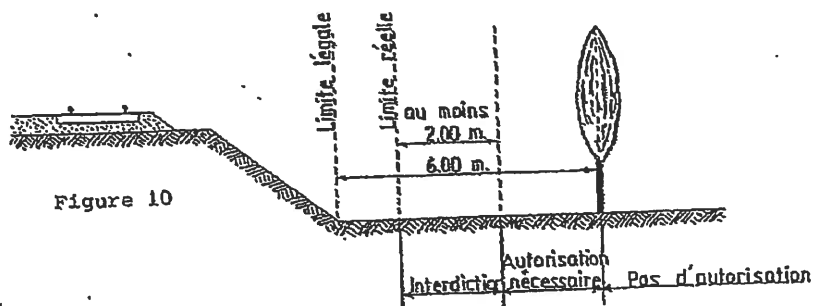 Limite légale
Limite réelle
au moins
2.00 m.
6.00 m.
Figure 10
Interdiction
Autorisation
nécessaire
Pas d'autorisation